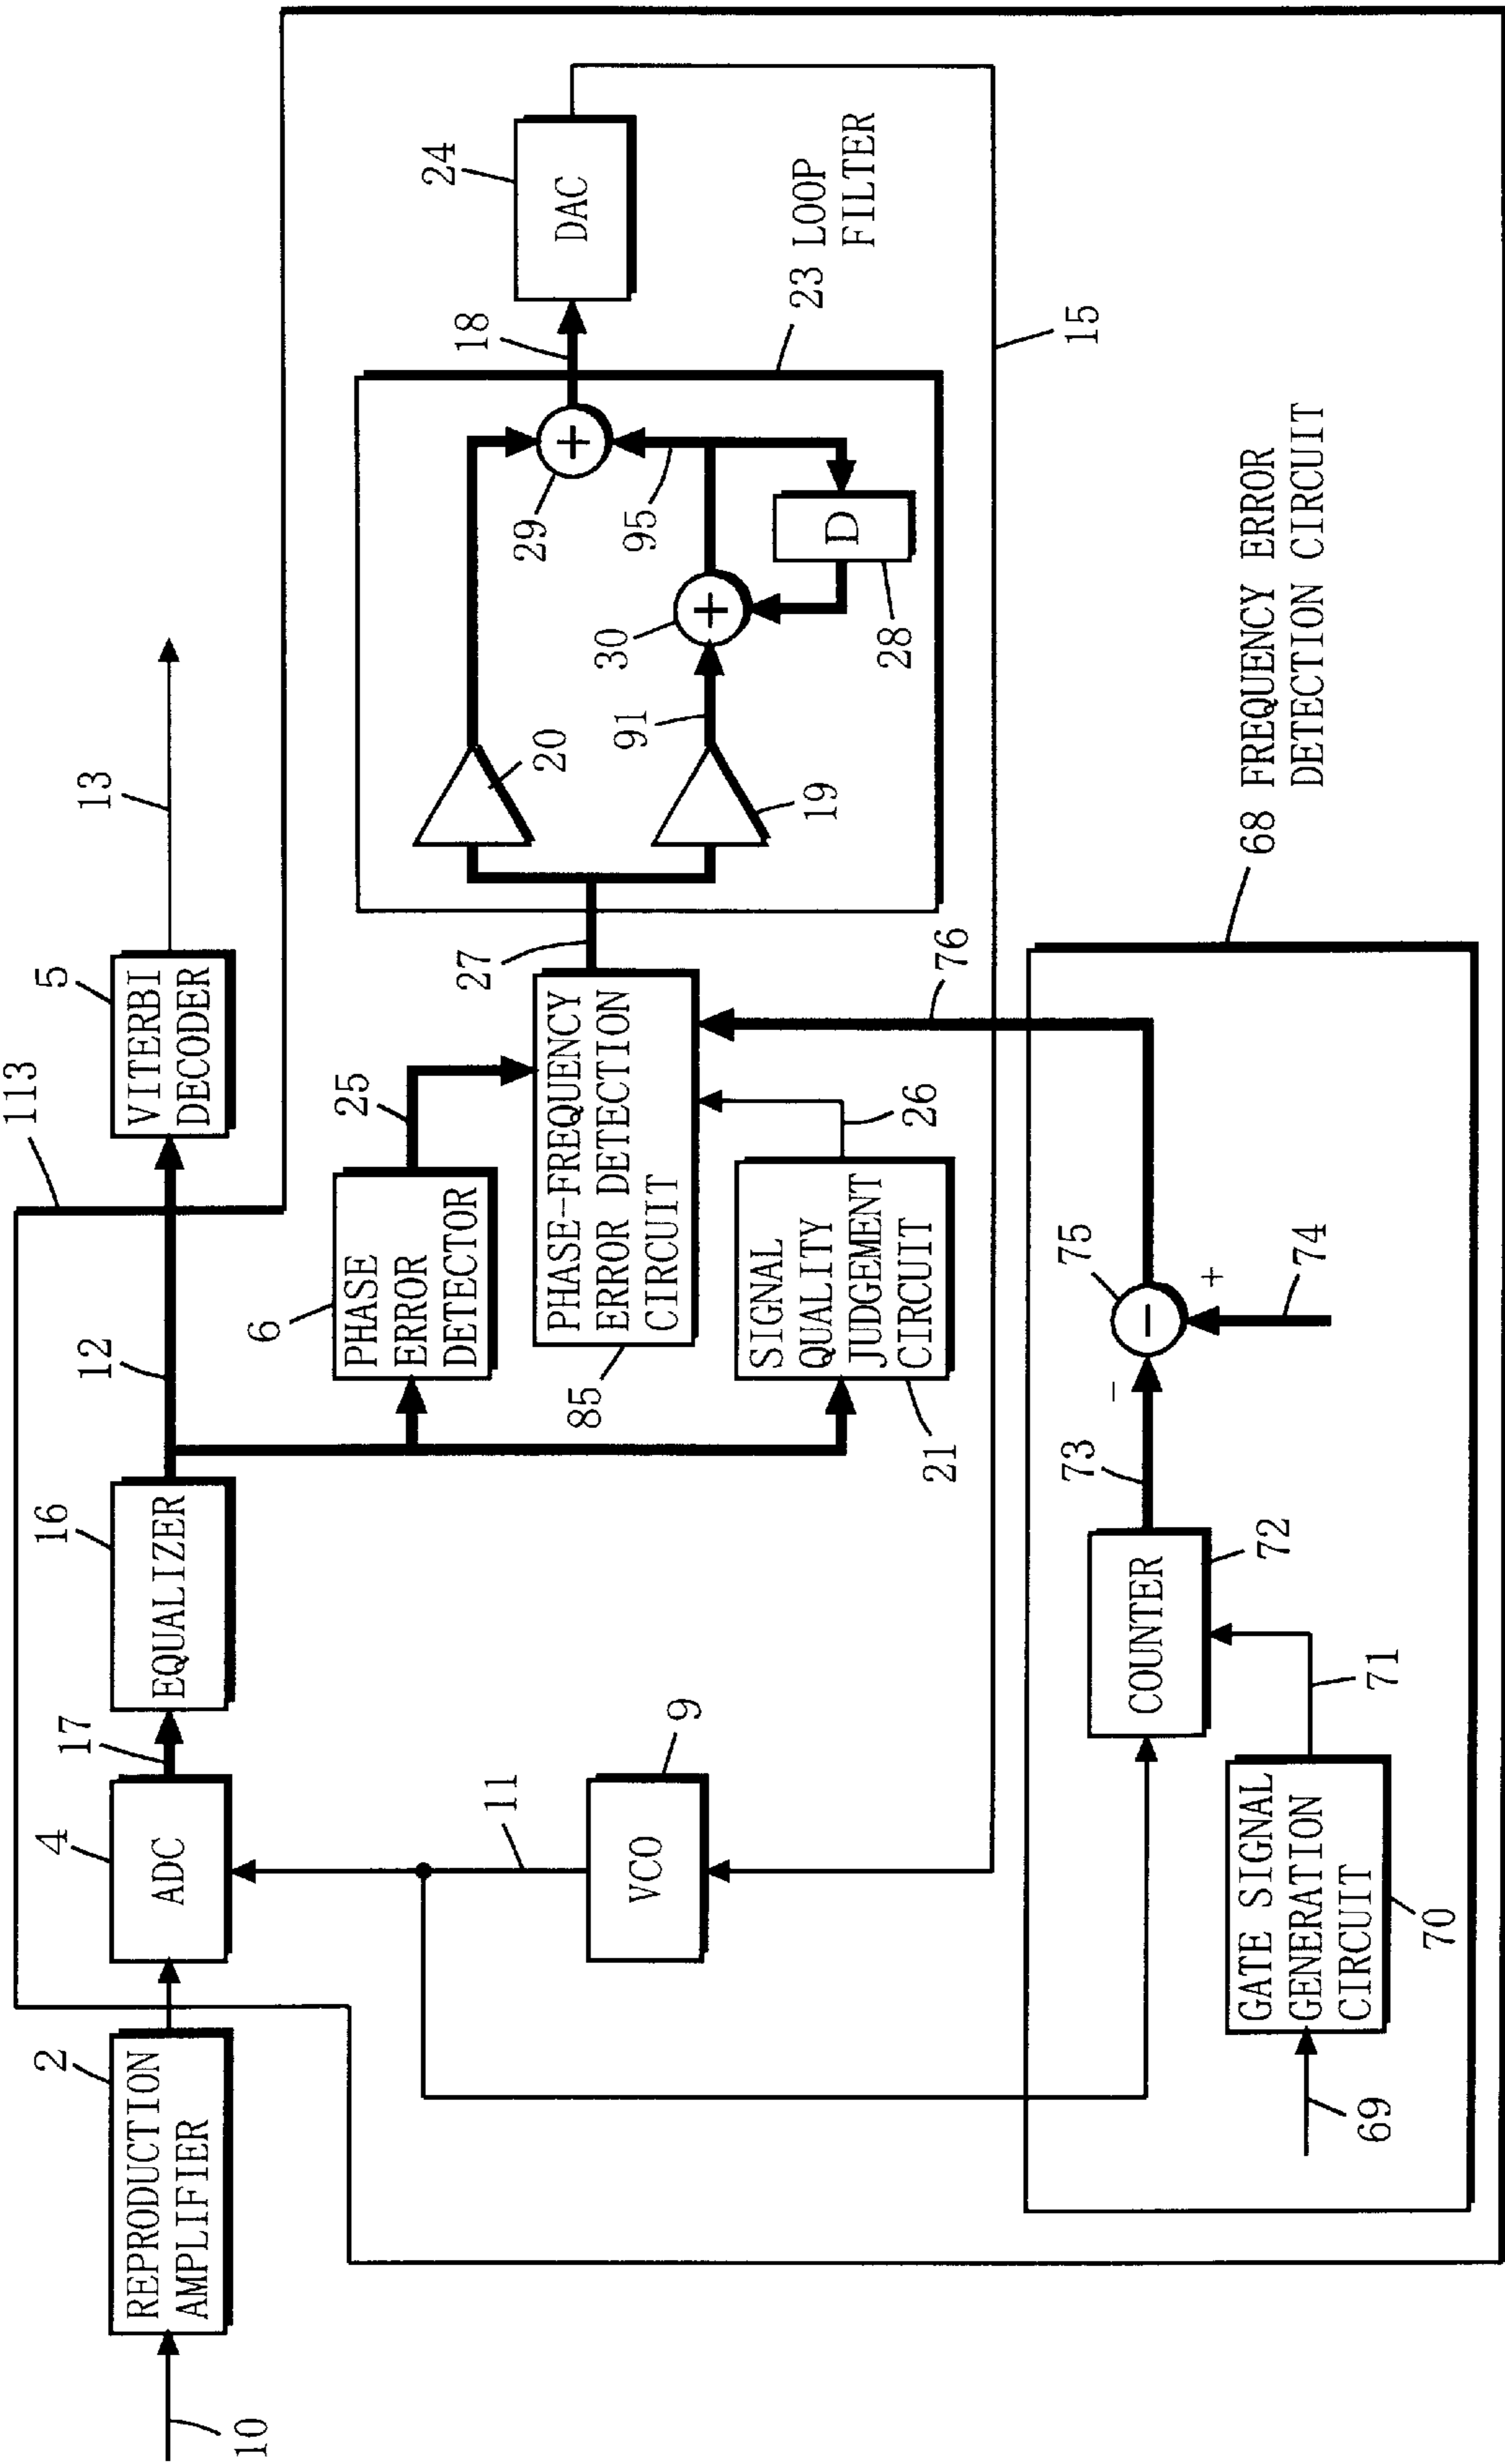 113
10
2
REPRODUCTION
AMPLIFIER
4
ADC
17
16
EQUALIZER
12
5
VITERBI
DECODER
13
11
9
VCO
6
PHASE
ERROR
DETECTOR
25
85
PHASE-FREQUENCY
ERROR DETECTION
CIRCUIT
27
21
SIGNAL
QUALITY
JUDGEMENT
CIRCUIT
26
76
20
19
91
30
+
95
29
+
D
28
18
24
DAC
23 LOOP
FILTER
15
68 FREQUENCY ERROR
DETECTION CIRCUIT
69
GATE SIGNAL
GENERATION
CIRCUIT
70
71
COUNTER
72
73
-
75
-
+
74